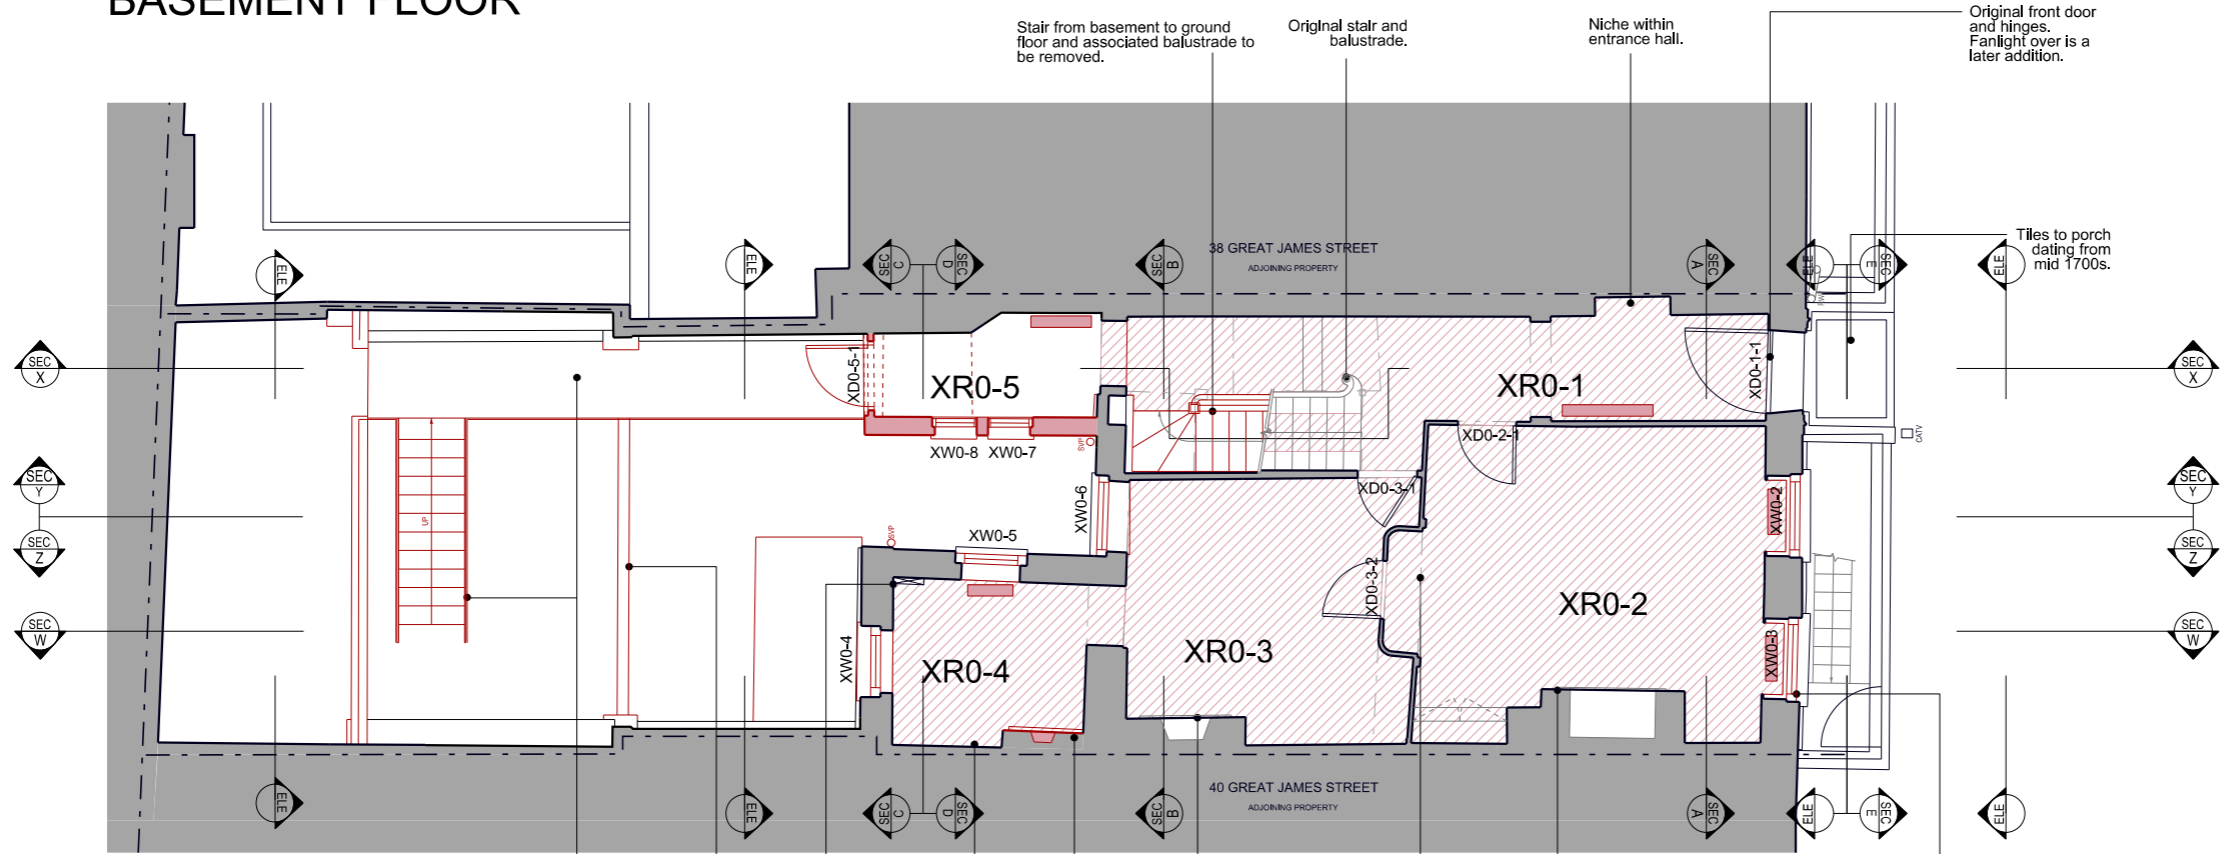 BASEMENT FLOOR
Stair from basement to ground
floor and associated balustrade to
be removed.
Original stair and
balustrade.
Niche within
entrance hall.
Original front door
and hinges.
Fanlight over is a
later addition.
Tiles to porch
dating from
mid 1700s.
38 GREAT JAMES STREET
ADJOINING PROPERTY
ELE
ELE
SEC
C
SEC
D
SEC
B
SEC
A
ELE
SEC
E
ELE
SEC
X
SEC
X
XD0-5-1
XR0-5
XR0-1
XD0-1-1
XW0-8
XW0-7
SVP
XD0-2-1
CATV
SEC
Y
SEC
Z
SEC
Y
SEC
Z
UP
SVP
XW0-6
XW0-5
XD0-3-1
XW0-2
XD0-3-2
XR0-2
SEC
W
SEC
W
XW0-4
XR0-4
XR0-3
XW0-3
40 GREAT JAMES STREET
ADJOINING PROPERTY
ELE
ELE
SEC
C
SEC
D
SEC
B
SEC
A
ELE
SEC
E
ELE